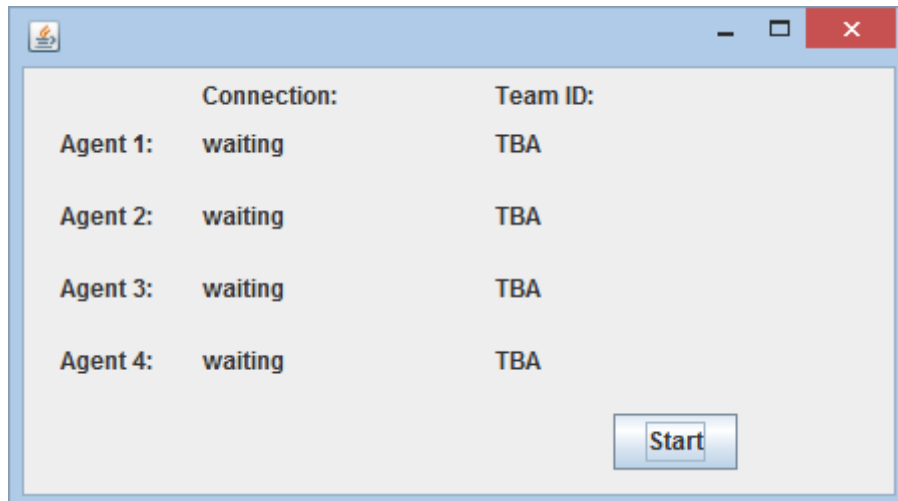 Connection: Team ID:
Agent 1: waiting TBA
Agent 2: waiting TBA
Agent 3: waiting TBA
Agent 4: waiting TBA
Start